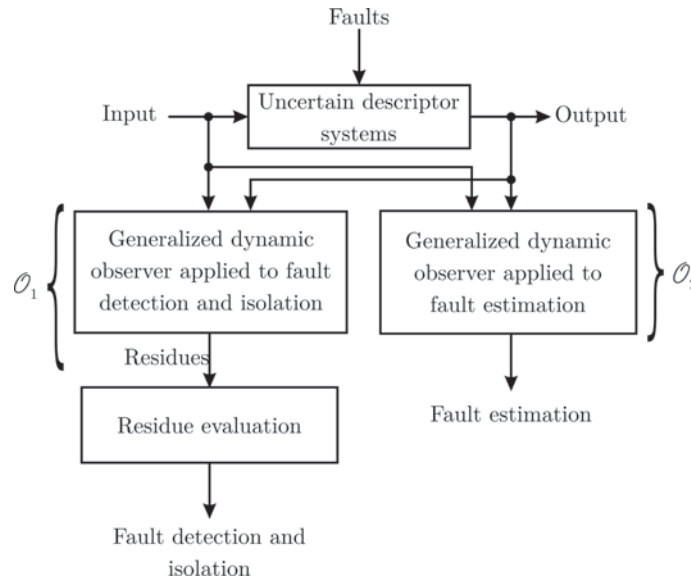 Faults
Input
Uncertain descriptor
systems
Output
Generalized dynamic
observer applied to fault
detection and isolation
𝒪1
Generalized dynamic
observer applied to
fault estimation
𝒪
Residues
Residue evaluation
Fault estimation
Fault detection and
isolation